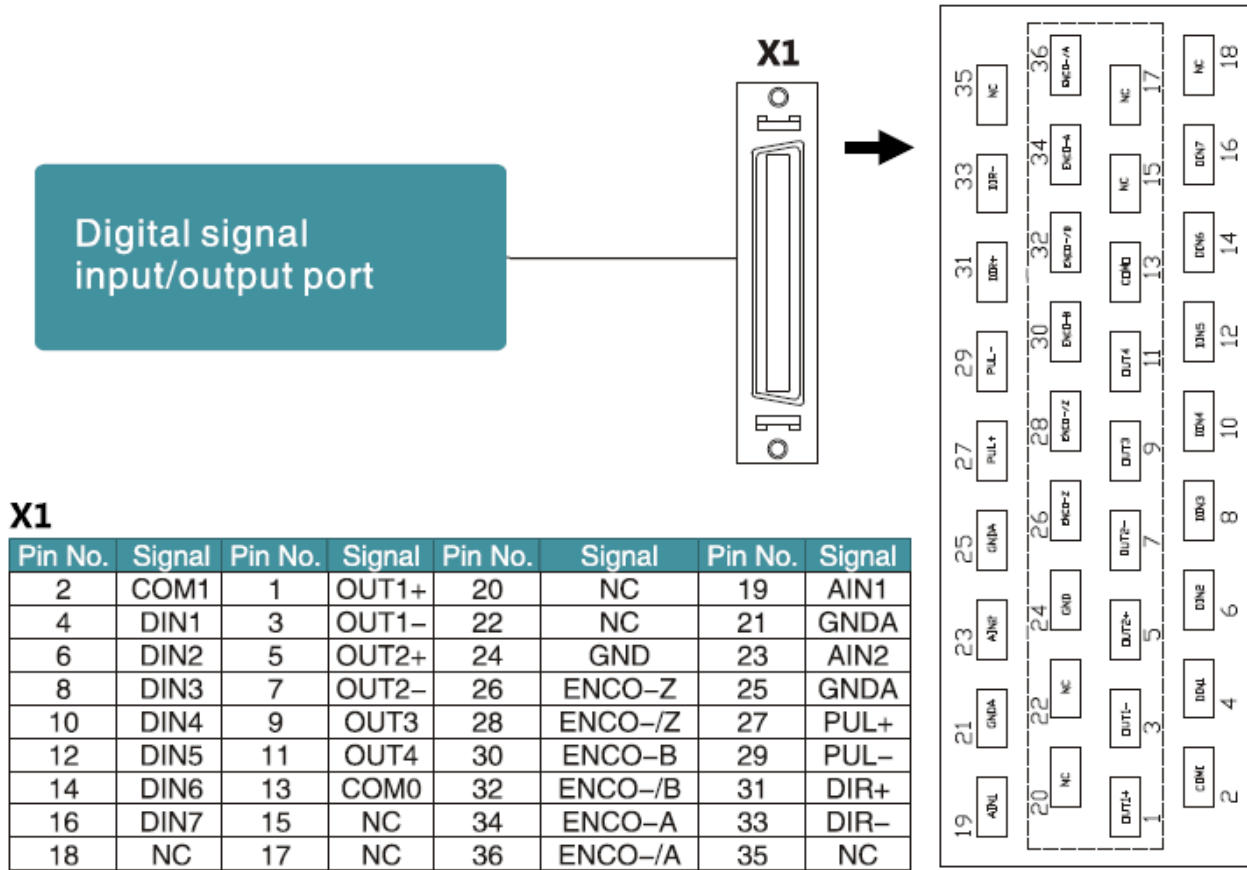 X1
Digital signal
input/output port
X1
Pin No. Signal Pin No. Signal Pin No. Signal Pin No. Signal
2 COM1 1 OUT1+ 20 NC 19 AIN1
4 DIN1 3 OUT1− 22 NC 21 GNDA
6 DIN2 5 OUT2+ 24 GND 23 AIN2
8 DIN3 7 OUT2− 26 ENCO−Z 25 GNDA
10 DIN4 9 OUT3 28 ENCO−/Z 27 PUL+
12 DIN5 11 OUT4 30 ENCO−B 29 PUL−
14 DIN6 13 COM0 32 ENCO−/B 31 DIR+
16 DIN7 15 NC 34 ENCO−A 33 DIR−
18 NC 17 NC 36 ENCO−/A 35 NC
35 NC
33 DIR-
31 DIR+
29 PUL-
27 PUL+
25 GNDA
23 AIN2
21 GNDA
19 AIN1
36 ENCO-/A
34 ENCO-A
32 ENCO-/B
30 ENCO-B
28 ENCO-/Z
26 ENCO-Z
24 GND
22 NC
20 NC
NC 17
NC 15
COMO 13
OUT4 11
OUT3 9
OUT2- 7
OUT2+ 5
OUT1- 3
OUT1+ 1
NC 18
DIN7 16
DIN6 14
DIN5 12
DIN4 10
DIN3 8
DIN2 6
DIN1 4
COMI 2